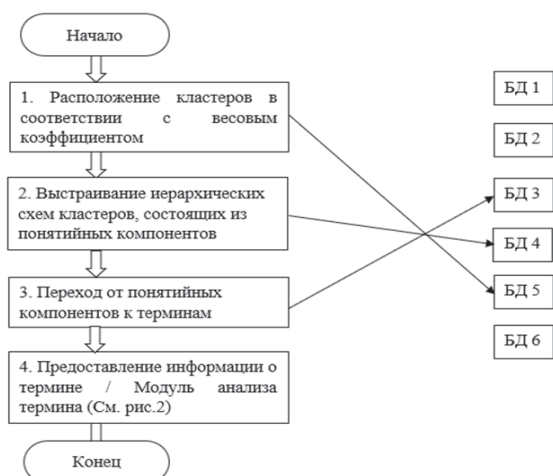 Начало
1. Расположение кластеров в
соответствии с весовым
коэффициентом
2. Выстраивание иерархических
схем кластеров, состоящих из
понятийных компонентов
3. Переход от понятийных
компонентов к терминам
4. Предоставление информации о
термине / Модуль анализа
термина (См. рис.2)
Конец
БД 1
БД 2
БД 3
БД 4
БД 5
БД 6